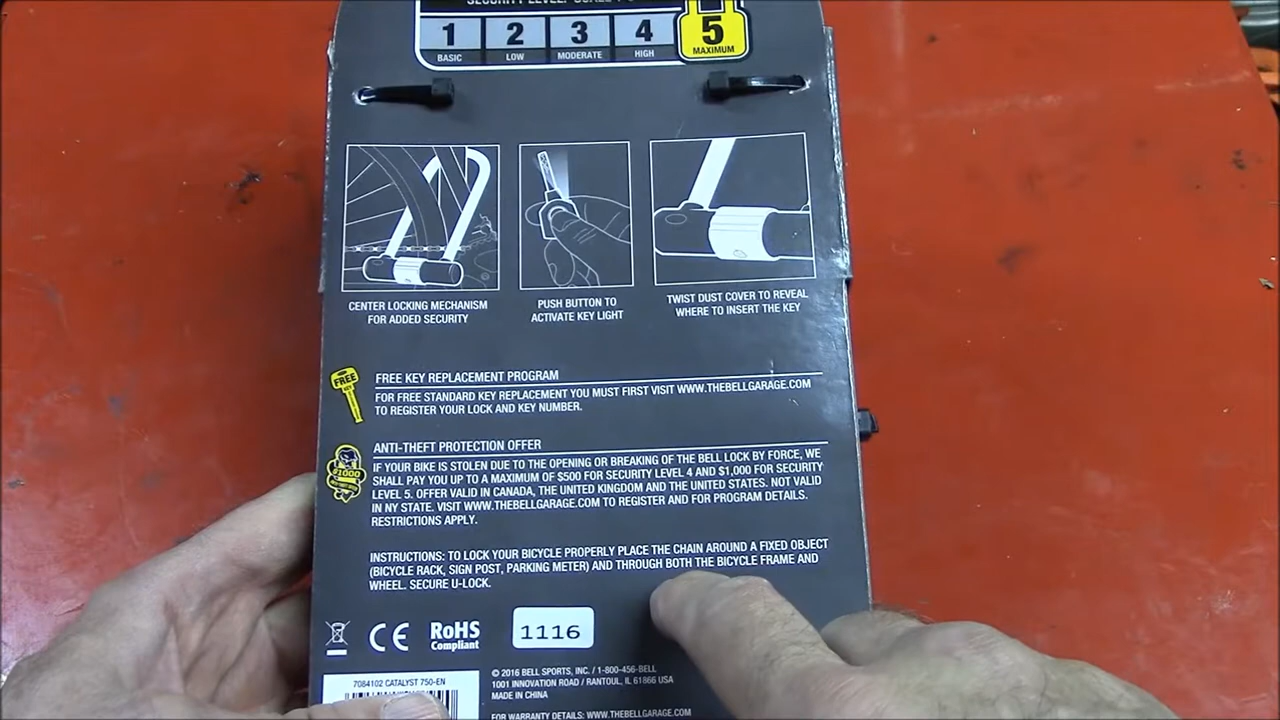 SECURITY LEVEL:
1 2 3 4 5
BASIC LOW MODERATE HIGH MAXIMUM
CENTER LOCKING MECHANISM
FOR ADDED SECURITY
PUSH BUTTON TO
ACTIVATE KEY LIGHT
TWIST DUST COVER TO REVEAL
WHERE TO INSERT THE KEY
FREE
FREE KEY REPLACEMENT PROGRAM
FOR FREE STANDARD KEY REPLACEMENT YOU MUST FIRST VISIT WWW.THEBELLGARAGE.COM
TO REGISTER YOUR LOCK AND KEY NUMBER.
$1000
ANTI-THEFT PROTECTION OFFER
IF YOUR BIKE IS STOLEN DUE TO THE OPENING OR BREAKING OF THE BELL LOCK BY FORCE, WE
SHALL PAY YOU UP TO A MAXIMUM OF $500 FOR SECURITY LEVEL 4 AND $1,000 FOR SECURITY
LEVEL 5. OFFER VALID IN CANADA, THE UNITED KINGDOM AND THE UNITED STATES. NOT VALID
IN NY STATE. VISIT WWW.THEBELLGARAGE.COM TO REGISTER AND FOR PROGRAM DETAILS.
RESTRICTIONS APPLY.
INSTRUCTIONS: TO LOCK YOUR BICYCLE PROPERLY PLACE THE CHAIN AROUND A FIXED OBJECT
(BICYCLE RACK, SIGN POST, PARKING METER) AND THROUGH BOTH THE BICYCLE FRAME AND
WHEEL. SECURE U-LOCK.
CE RoHS
Compliant
1116
7084102 CATALYST 750-EN
© 2016 BELL SPORTS, INC. / 1-800-456-BELL
1001 INNOVATION ROAD / RANTOUL, IL 61866 USA
MADE IN CHINA
FOR WARRANTY DETAILS: WWW.THEBELLGARAGE.COM